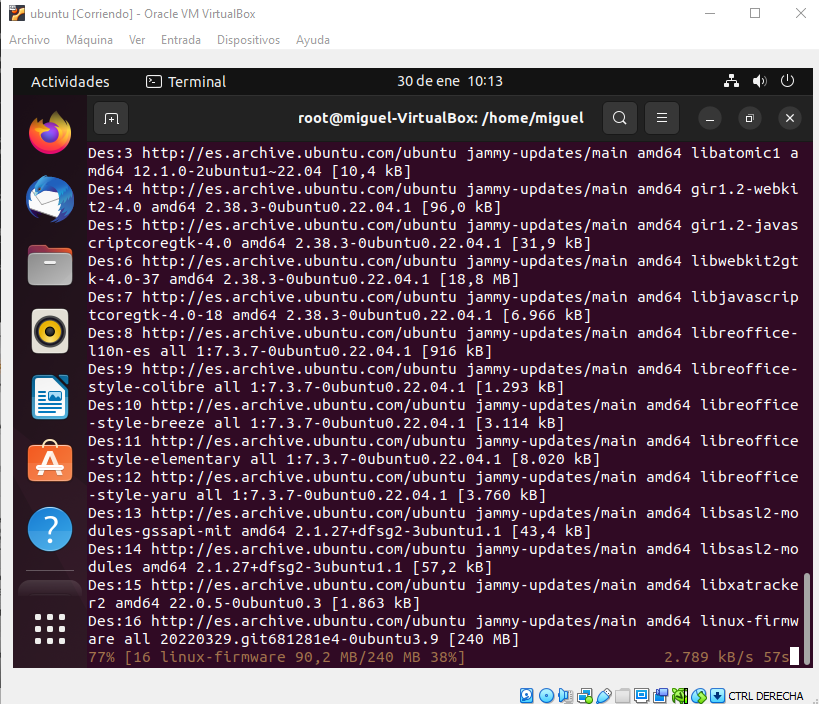 ubuntu [Corriendo] - Oracle VM VirtualBox
Archivo Máquina Ver Entrada Dispositivos Ayuda
Actividades Terminal 30 de ene 10:13
root@miguel-VirtualBox: /home/miguel
Des:3 http://es.archive.ubuntu.com/ubuntu jammy-updates/main amd64 libatomic1 a
md64 12.1.0-2ubuntu1~22.04 [10,4 kB]
Des:4 http://es.archive.ubuntu.com/ubuntu jammy-updates/main amd64 gir1.2-webki
t2-4.0 amd64 2.38.3-0ubuntu0.22.04.1 [96,0 kB]
Des:5 http://es.archive.ubuntu.com/ubuntu jammy-updates/main amd64 gir1.2-javas
criptcoregtk-4.0 amd64 2.38.3-0ubuntu0.22.04.1 [31,9 kB]
Des:6 http://es.archive.ubuntu.com/ubuntu jammy-updates/main amd64 libwebkit2gt
k-4.0-37 amd64 2.38.3-0ubuntu0.22.04.1 [18,8 MB]
Des:7 http://es.archive.ubuntu.com/ubuntu jammy-updates/main amd64 libjavascrip
tcoregtk-4.0-18 amd64 2.38.3-0ubuntu0.22.04.1 [6.966 kB]
Des:8 http://es.archive.ubuntu.com/ubuntu jammy-updates/main amd64 libreoffice-
l10n-es all 1:7.3.7-0ubuntu0.22.04.1 [916 kB]
Des:9 http://es.archive.ubuntu.com/ubuntu jammy-updates/main amd64 libreoffice-
style-colibre all 1:7.3.7-0ubuntu0.22.04.1 [1.293 kB]
Des:10 http://es.archive.ubuntu.com/ubuntu jammy-updates/main amd64 libreoffice
-style-breeze all 1:7.3.7-0ubuntu0.22.04.1 [3.114 kB]
Des:11 http://es.archive.ubuntu.com/ubuntu jammy-updates/main amd64 libreoffice
-style-elementary all 1:7.3.7-0ubuntu0.22.04.1 [8.020 kB]
Des:12 http://es.archive.ubuntu.com/ubuntu jammy-updates/main amd64 libreoffice
-style-yaru all 1:7.3.7-0ubuntu0.22.04.1 [3.760 kB]
Des:13 http://es.archive.ubuntu.com/ubuntu jammy-updates/main amd64 libsasl2-mo
dules-gssapi-mit amd64 2.1.27+dfsg2-3ubuntu1.1 [43,4 kB]
Des:14 http://es.archive.ubuntu.com/ubuntu jammy-updates/main amd64 libsasl2-mo
dules amd64 2.1.27+dfsg2-3ubuntu1.1 [57,2 kB]
Des:15 http://es.archive.ubuntu.com/ubuntu jammy-updates/main amd64 libxatracke
r2 amd64 22.0.5-0ubuntu0.3 [1.863 kB]
Des:16 http://es.archive.ubuntu.com/ubuntu jammy-updates/main amd64 linux-firmw
are all 20220329.git681281e4-0ubuntu3.9 [240 MB]
77% [16 linux-firmware 90,2 MB/240 MB 38%] 2.789 kB/s 57s
CTRL DERECHA